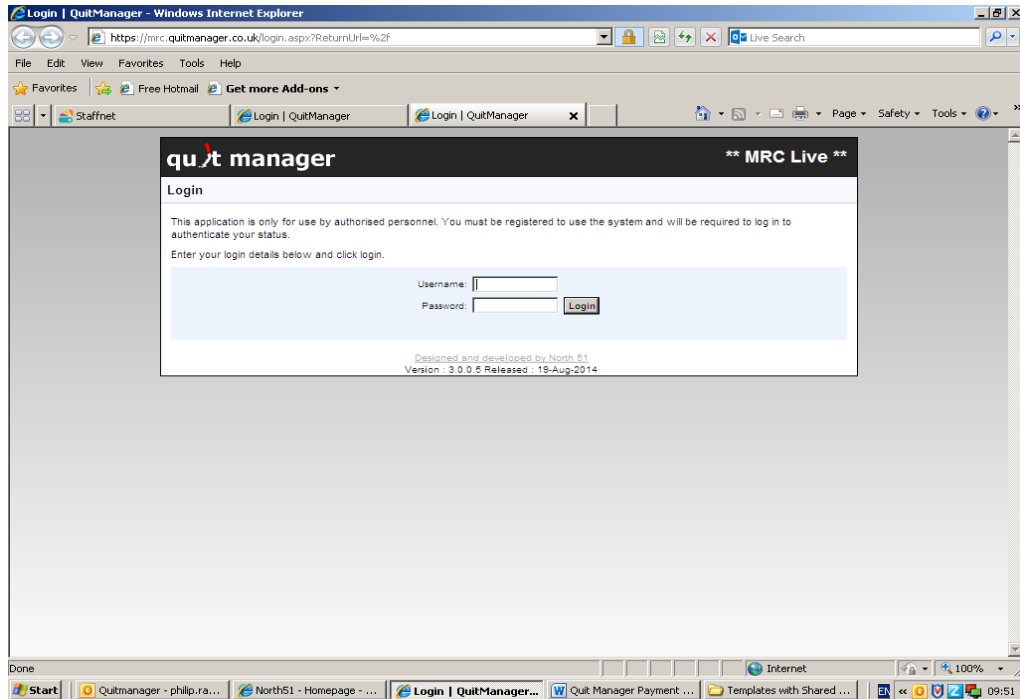 Login | QuitManager - Windows Internet Explorer
https://mrc.quitmanager.co.uk/login.aspx?ReturnUrl=%2f
Live Search
File Edit View Favorites Tools Help
Favorites Free Hotmail Get more Add-ons
Staffnet Login | QuitManager Login | QuitManager Page Safety Tools
quit manager ** MRC Live **
Login
This application is only for use by authorised personnel. You must be registered to use the system and will be required to log in to
authenticate your status.
Enter your login details below and click login.
Username:
Password: Login
Designed and developed by North 51
Version : 3.0.0.5 Released : 19-Aug-2014
Done Internet 100%
Start Quitmanager - philip.ra... North51 - Homepage - ... Login | QuitManager... Quit Manager Payment ... Templates with Shared ... EN « 09:51